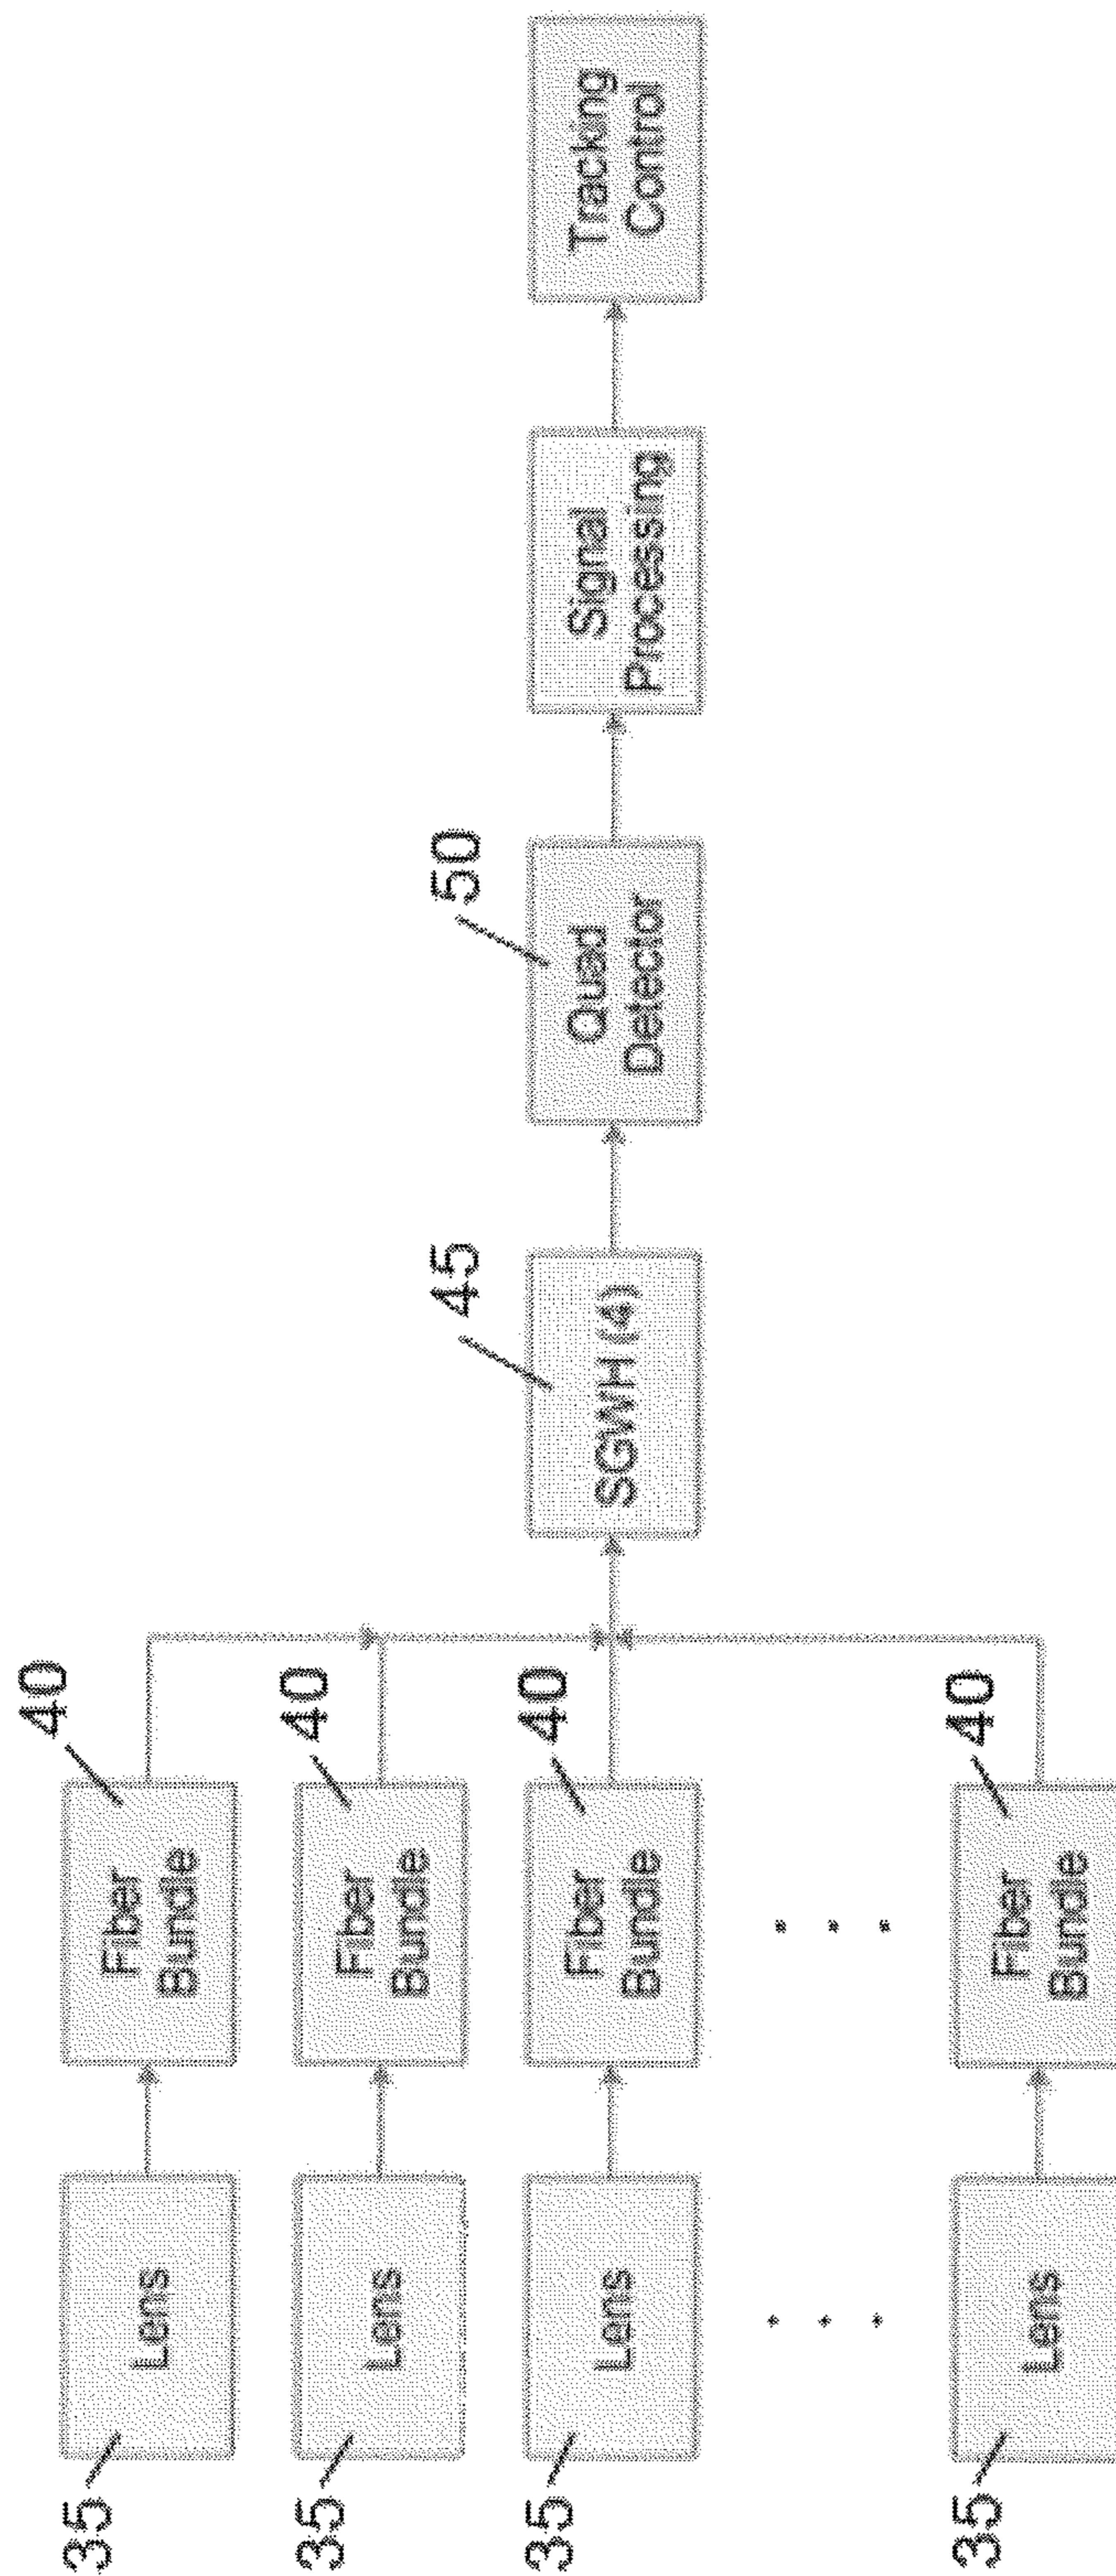 35
Lens
40
Fiber
Bundle
35
Lens
40
Fiber
Bundle
35
Lens
40
Fiber
Bundle
35
Lens
40
Fiber
Bundle
45
SGWH (4)
50
Quad
Detector
Signal
Processing
Tracking
Control